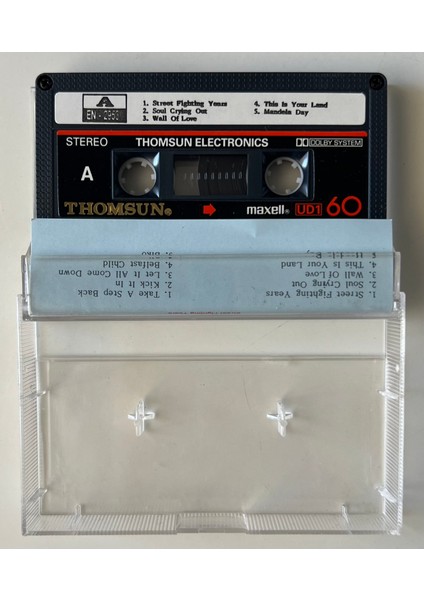 A
EN
1. Street Fighting Years
2. Soul Crying Out
3. Wall Of Love
4. This is Your Land
5. Mandela Day
STEREO
THOMSUN ELECTRONICS
DOLBY SYSTEM
A
THOMSUN®
maxell®
UD1
60
1. Street Fighting Years
2. Soul Crying Out
3. Wall Of Love
4. This Is Your Land
1. Take A Step Back
2. Kick It In
3. Let It All Come Down
4. Belfast Child
5. Biko